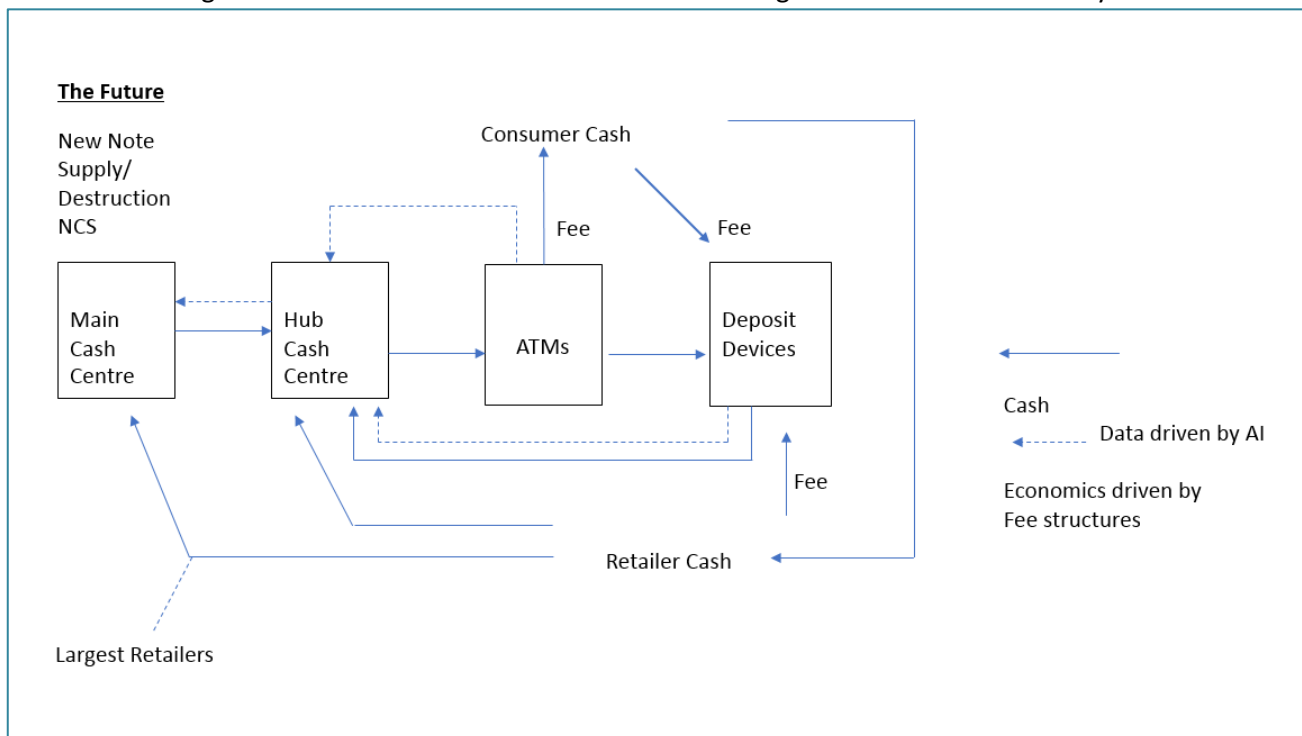 The Future
New Note
Supply/
Destruction
NCS
Consumer Cash
Fee
Fee
Main
Cash
Centre
Hub
Cash
Centre
ATMs
Deposit
Devices
Cash
Data driven by AI
Economics driven by
Fee structures
Fee
Retailer Cash
Largest Retailers